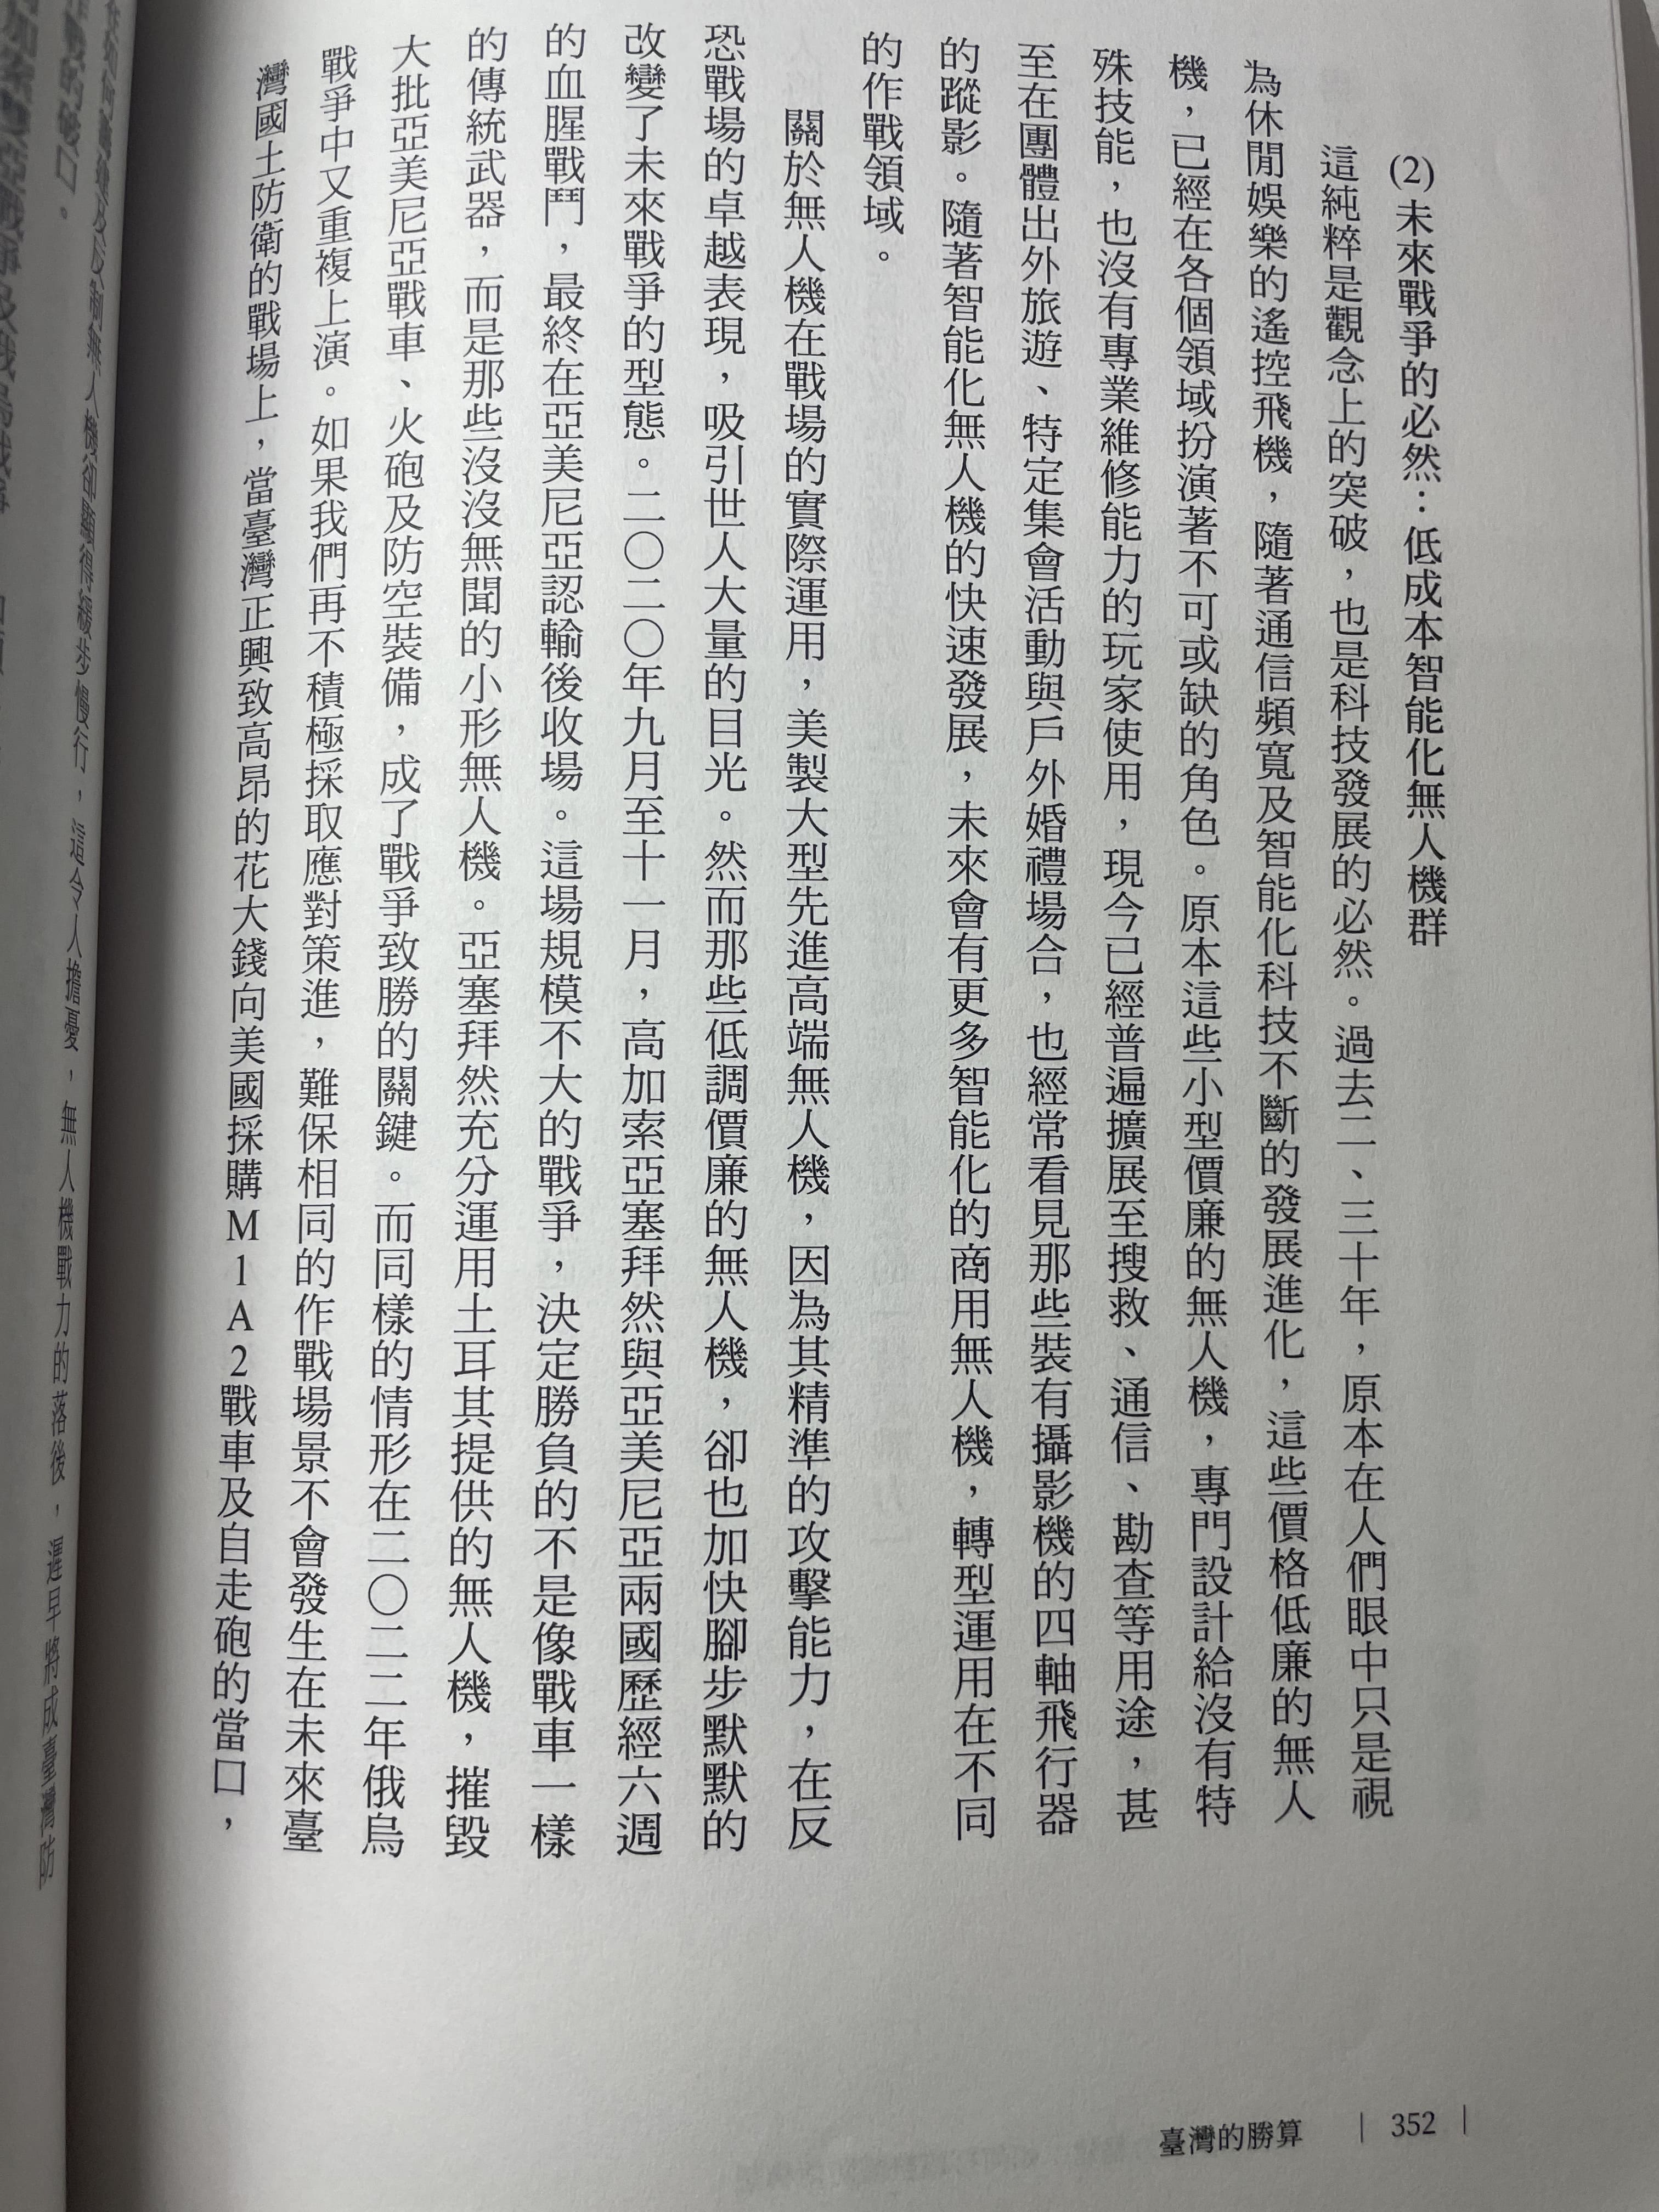 (2)未來戰爭的必然：低成本智能化無人機群
這純粹是觀念上的突破，也是科技發展的必然。過去二、三十年，原本在人們眼中只是視
為休閒娛樂的遙控飛機，隨著通信頻寬及智能化科技不斷的發展進化，這些價格低廉的無人
機，已經在各個領域扮演著不可或缺的角色。原本這些小型價廉的無人機，專門設計給沒有特
殊技能，也沒有專業維修能力的玩家使用，現今已經普遍擴展至搜救、通信、勘查等用途，甚
至在團體出外旅遊、特定集會活動與戶外婚禮場合，也經常看見那些裝有攝影機的四軸飛行器
的蹤影。隨著智能化無人機的快速發展，未來會有更多智能化的商用無人機，轉型運用在不同
的作戰領域。
關於無人機在戰場的實際運用，美製大型先進高端無人機，因為其精準的攻擊能力，在反
恐戰場的卓越表現，吸引世人大量的目光。然而那些低調價廉的無人機，卻也加快腳步默默的
改變了未來戰爭的型態。二〇二〇年九月至十一月，高加索亞塞拜然與亞美尼亞兩國歷經六週
的血腥戰鬥，最終在亞美尼亞認輸後收場。這場規模不大的戰爭，決定勝負的不是像戰車一樣
的傳統武器，而是那些沒沒無聞的小形無人機。亞塞拜然充分運用土耳其提供的無人機，摧毀
大批亞美尼亞戰車、火砲及防空裝備，成了戰爭致勝的關鍵。而同樣的情形在二〇二二年俄烏
戰爭中又重複上演。如果我們再不積極採取應對策進，難保相同的作戰場景不會發生在未來臺
灣國土防衛的戰場上，當臺灣正興致高昂的花大錢向美國採購M1A2戰車及自走砲的當口，
無人機卻顯得緩步慢行，這令人擔憂，無人機戰力的落後，遲早將成臺灣防
臺灣的勝算 | 352 |